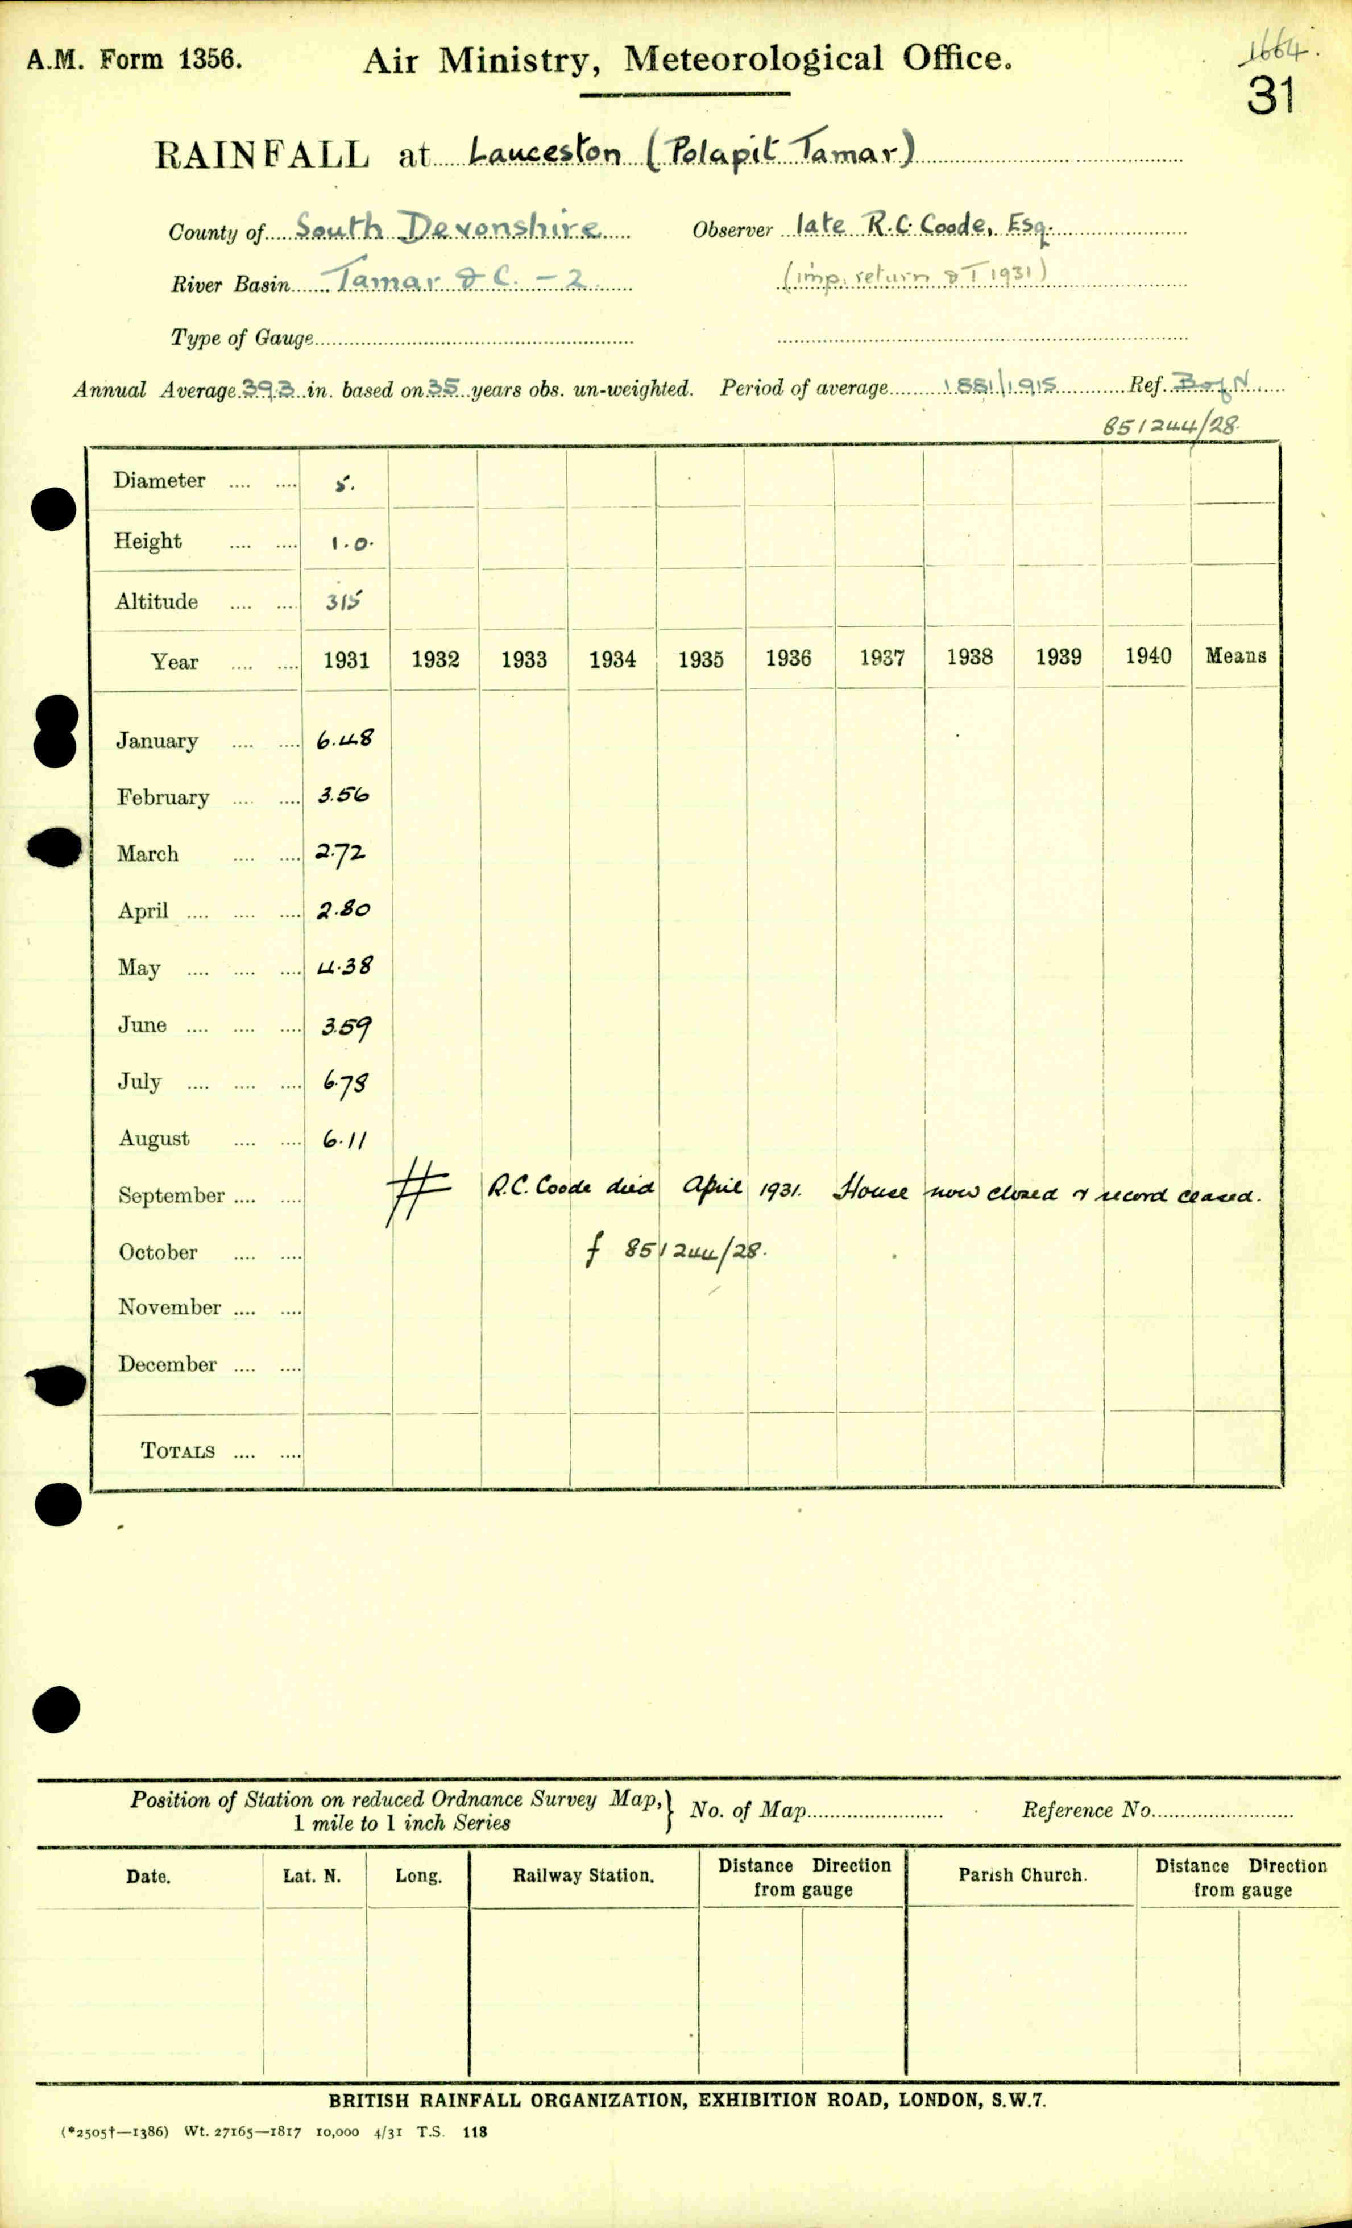 A.M. Form 1356. Air Ministry, Meteorological Office. 1664.
31
RAINFALL at Lauceston (Polapit Tamar)
County of South Devonshire Observer late R.C. Coode, Esq.
River Basin Tamar & C. - 2. (imp. return & T 1931)
Type of Gauge
Annual Average 39.3 in. based on 35 years obs. un-weighted. Period of average 1881/1915 Ref. B of N.
851244/28.
Diameter .... .... 5.
Height .... .... 1.0.
Altitude .... .... 315
Year .... .... 1931 1932 1933 1934 1935 1936 1937 1938 1939 1940 Means
January .... .... 6.48
February .... .... 3.56
March .... .... 2.72
April .... .... .... 2.80
May .... .... .... 4.38
June .... .... .... 3.59
July .... .... .... 6.78
August .... .... 6.11
September .... .... # R.C. Coode died April 1931. House now closed & record ceased.
October .... .... f 851244/28.
November .... ....
December .... ....
TOTALS .... ....
Position of Station on reduced Ordnance Survey Map,} No. of Map Reference No.
1 mile to 1 inch Series
Date. Lat. N. Long. Railway Station. Distance Direction from gauge Parish Church. Distance Direction from gauge
BRITISH RAINFALL ORGANIZATION, EXHIBITION ROAD, LONDON, S.W.7.
(*2505†—1386) Wt. 27165—1817 10,000 4/31 T.S. 118